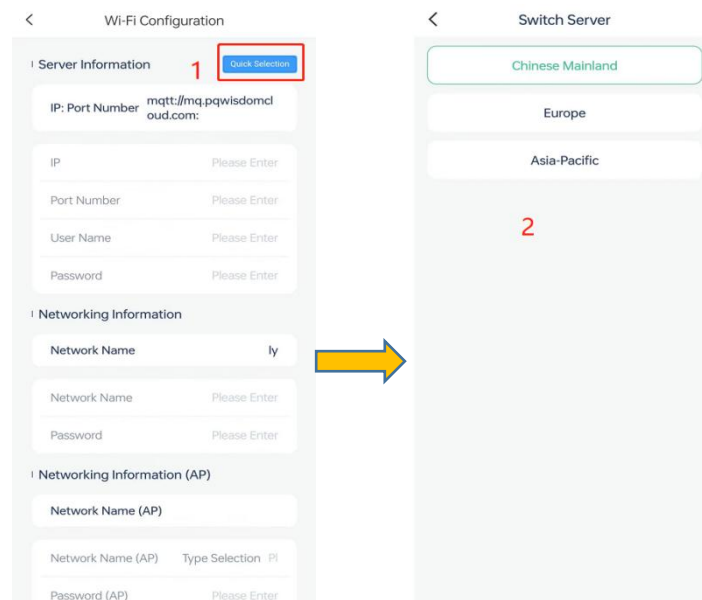 Wi-Fi Configuration
Server Information
1
Quick Selection
IP: Port Number
mqtt://mq.pqwisdomcl
oud.com:
IP
Please Enter
Port Number
Please Enter
User Name
Please Enter
Password
Please Enter
Networking Information
Network Name
ly
Network Name
Please Enter
Password
Please Enter
Networking Information (AP)
Network Name (AP)
Network Name (AP)
Type Selection
Pl
Password (AP)
Please Enter
Switch Server
Chinese Mainland
Europe
Asia-Pacific
2